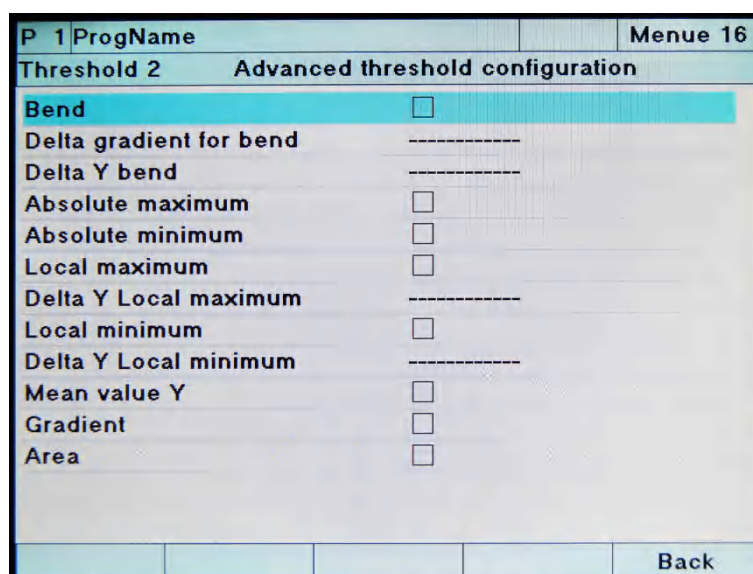 P 1 ProgName Menue 16
Threshold 2 Advanced threshold configuration
Bend
Delta gradient for bend -----------
Delta Y bend -----------
Absolute maximum
Absolute minimum
Local maximum
Delta Y Local maximum -----------
Local minimum
Delta Y Local minimum -----------
Mean value Y
Gradient
Area
Back